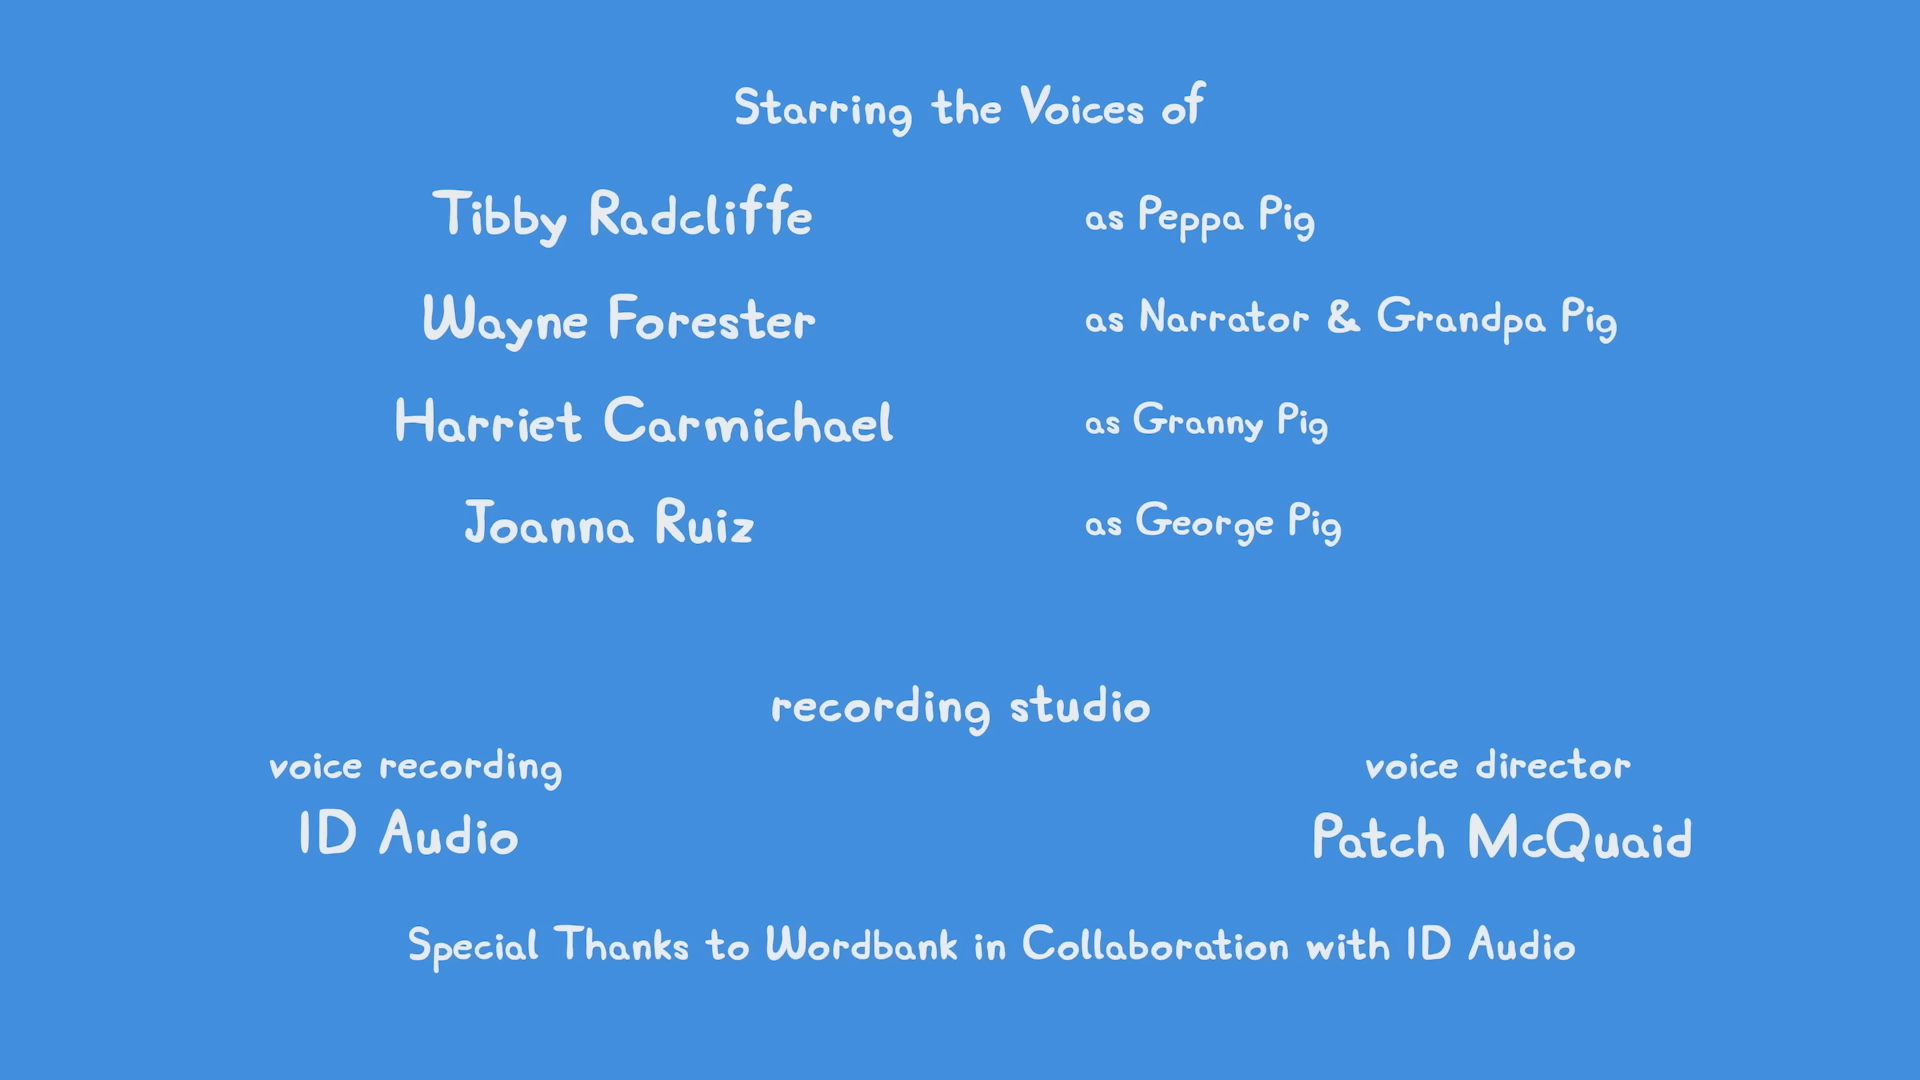 Starring the Voices of
Tibby Radcliffe as Peppa Pig
Wayne Forester as Narrator & Grandpa Pig
Harriet Carmichael as Granny Pig
Joanna Ruiz as George Pig
recording studio
voice recording voice director
ID Audio Patch McQuaid
Special Thanks to Wordbank in Collaboration with ID Audio